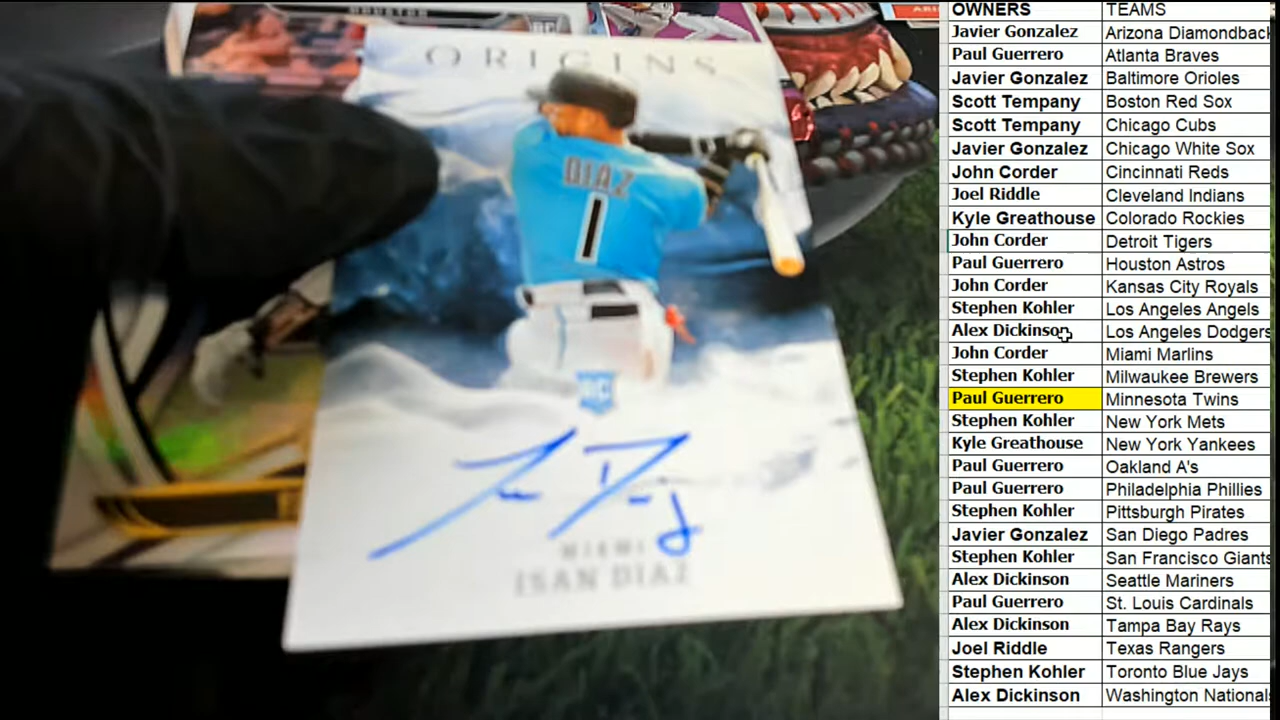 HOUSTON
RC
ORIGINS
DIAZ
1
RC
MIAMI
ISAN DIAZ
OWNERS TEAMS
Javier Gonzalez Arizona Diamondback
Paul Guerrero Atlanta Braves
Javier Gonzalez Baltimore Orioles
Scott Tempany Boston Red Sox
Scott Tempany Chicago Cubs
Javier Gonzalez Chicago White Sox
John Corder Cincinnati Reds
Joel Riddle Cleveland Indians
Kyle Greathouse Colorado Rockies
John Corder Detroit Tigers
Paul Guerrero Houston Astros
John Corder Kansas City Royals
Stephen Kohler Los Angeles Angels
Alex Dickinson Los Angeles Dodgers
John Corder Miami Marlins
Stephen Kohler Milwaukee Brewers
Paul Guerrero Minnesota Twins
Stephen Kohler New York Mets
Kyle Greathouse New York Yankees
Paul Guerrero Oakland A's
Paul Guerrero Philadelphia Phillies
Stephen Kohler Pittsburgh Pirates
Javier Gonzalez San Diego Padres
Stephen Kohler San Francisco Giants
Alex Dickinson Seattle Mariners
Paul Guerrero St. Louis Cardinals
Alex Dickinson Tampa Bay Rays
Joel Riddle Texas Rangers
Stephen Kohler Toronto Blue Jays
Alex Dickinson Washington Nationals